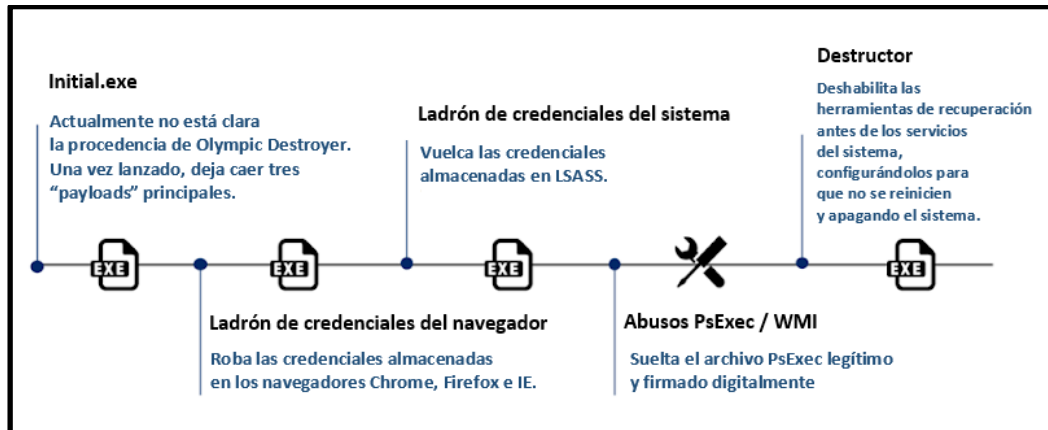 Initial.exe
Actualmente no está clara
la procedencia de Olympic Destroyer.
Una vez lanzado, deja caer tres
“payloads” principales.
EXE
Ladrón de credenciales del navegador
Roba las credenciales almacenadas
en los navegadores Chrome, Firefox e IE.
EXE
Ladrón de credenciales del sistema
Vuelca las credenciales
almacenadas en LSASS.
EXE
Abusos PsExec / WMI
Suelta el archivo PsExec legítimo
y firmado digitalmente
Destructor
Deshabilita las
herramientas de recuperación
antes de los servicios
del sistema,
configurándolos para
que no se reinicien
y apagando el sistema.
EXE